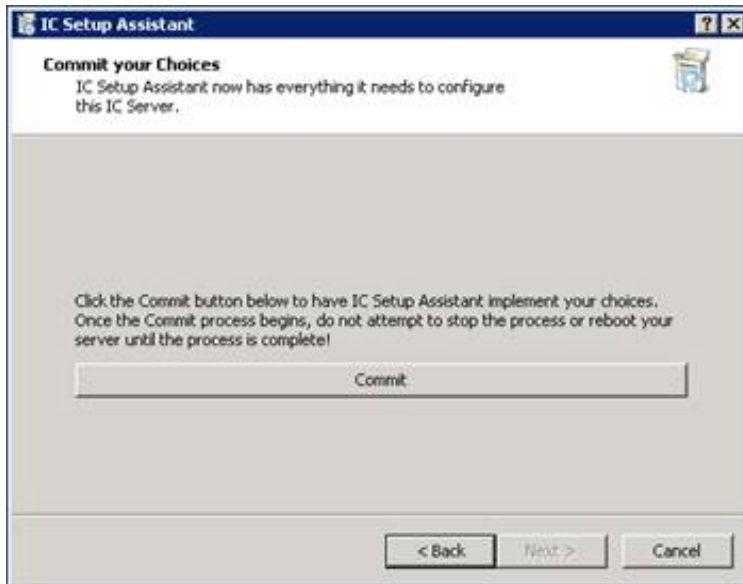 IC Setup Assistant
Commit your Choices
IC Setup Assistant now has everything it needs to configure
this IC Server.
Click the Commit button below to have IC Setup Assistant implement your choices.
Once the Commit process begins, do not attempt to stop the process or reboot your
server until the process is complete!
Commit
< Back Next > Cancel